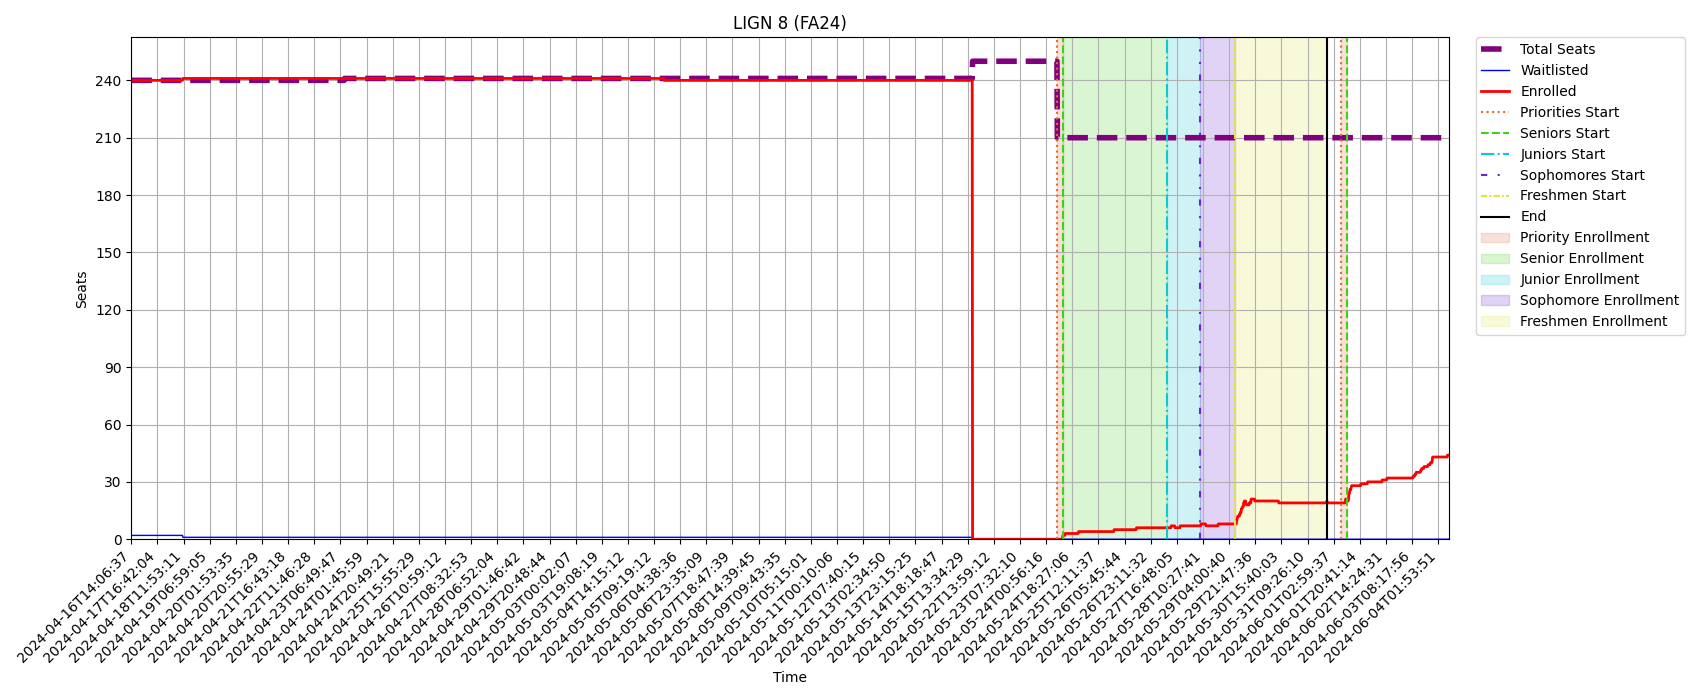 LIGN 8 (FA24)
Seats
240
210
180
150
120
90
60
30
0
2024-04-16T14:06:37
2024-04-17T16:42:04
2024-04-18T11:53:11
2024-04-19T06:59:05
2024-04-20T01:53:35
2024-04-20T20:55:29
2024-04-21T16:43:18
2024-04-22T11:46:28
2024-04-23T06:49:47
2024-04-24T01:45:59
2024-04-24T20:49:21
2024-04-25T15:55:29
2024-04-26T10:59:12
2024-04-27T08:32:53
2024-04-28T06:52:04
2024-04-29T01:46:42
2024-04-29T20:48:44
2024-05-03T00:02:07
2024-05-03T19:08:19
2024-05-04T14:15:12
2024-05-05T09:19:12
2024-05-06T04:38:36
2024-05-06T23:35:09
2024-05-07T18:47:39
2024-05-08T14:39:45
2024-05-09T09:43:35
2024-05-10T05:15:01
2024-05-11T00:10:06
2024-05-12T07:40:15
2024-05-13T02:34:50
2024-05-13T23:15:25
2024-05-14T18:18:47
2024-05-15T13:34:29
2024-05-22T13:59:12
2024-05-23T07:32:10
2024-05-24T00:56:16
2024-05-24T18:27:06
2024-05-25T12:11:37
2024-05-26T05:45:44
2024-05-26T23:11:32
2024-05-27T16:48:05
2024-05-28T10:27:41
2024-05-29T04:00:40
2024-05-29T21:47:36
2024-05-30T15:40:03
2024-05-31T09:26:10
2024-06-01T02:59:37
2024-06-01T20:41:14
2024-06-02T14:24:31
2024-06-03T08:17:56
2024-06-04T01:53:51
Time
Total Seats
Waitlisted
Enrolled
Priorities Start
Seniors Start
Juniors Start
Sophomores Start
Freshmen Start
End
Priority Enrollment
Senior Enrollment
Junior Enrollment
Sophomore Enrollment
Freshmen Enrollment